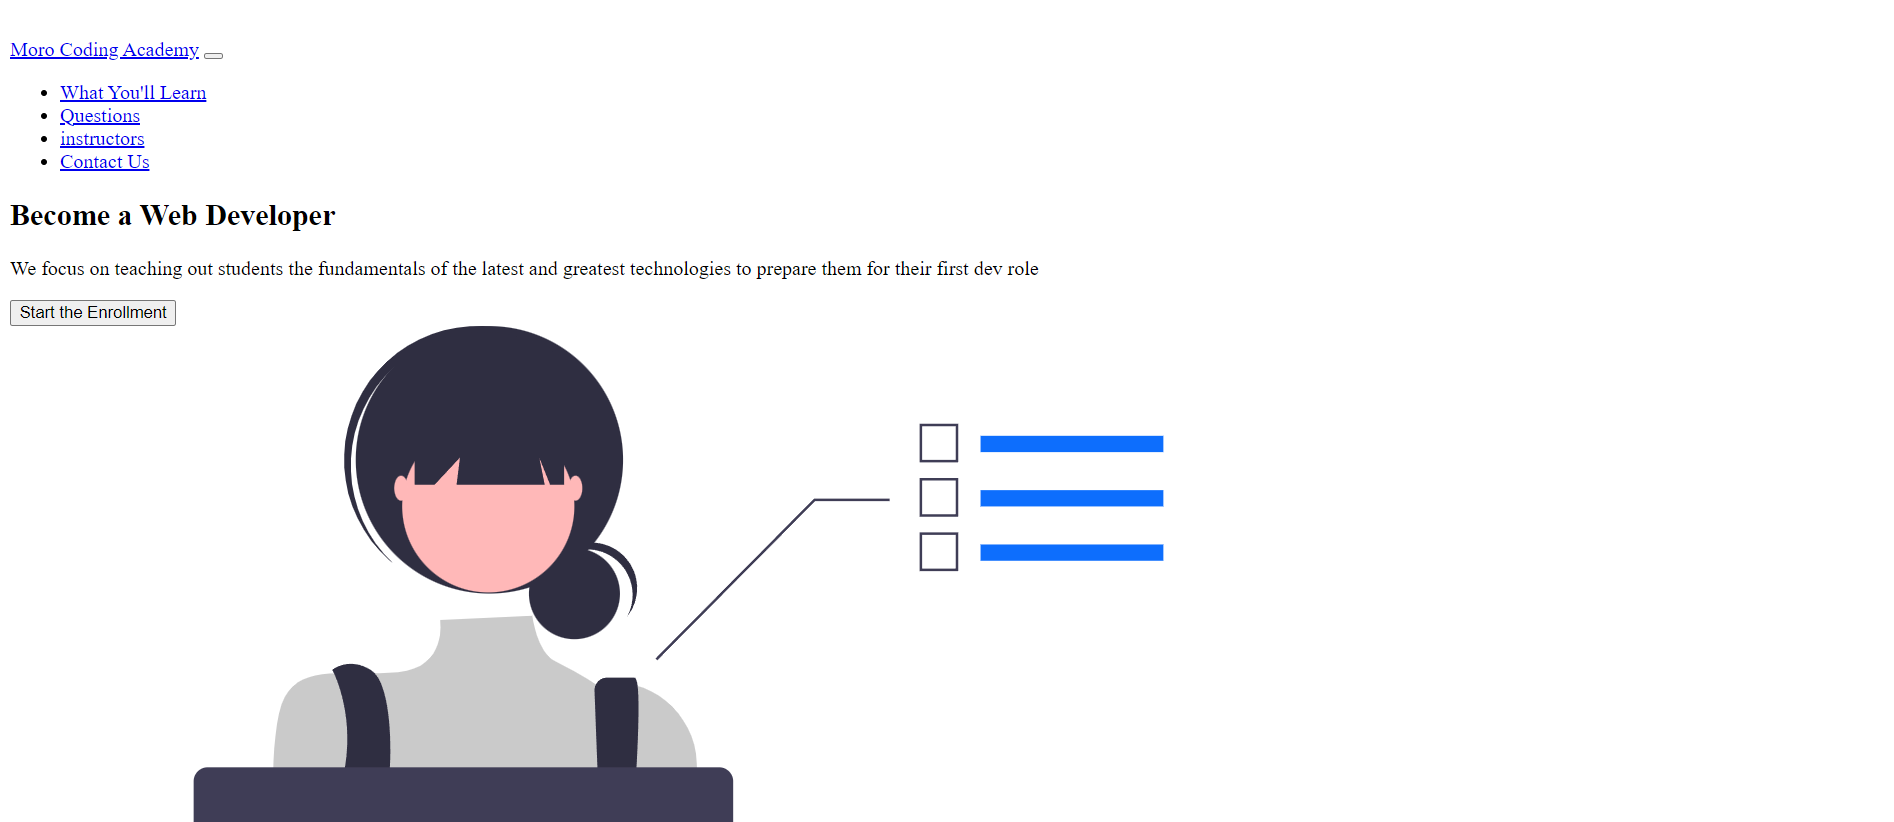 Moro Coding Academy
What You'll Learn
Questions
instructors
Contact Us
Become a Web Developer
We focus on teaching out students the fundamentals of the latest and greatest technologies to prepare them for their first dev role
Start the Enrollment